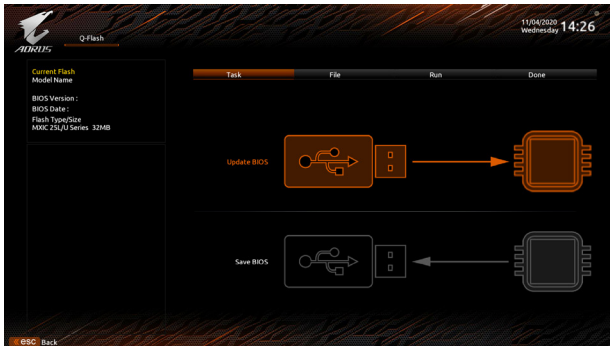 AORUS
Q-Flash
11/04/2020
Wednesday
14:26
Current Flash
Model Name
BIOS Version :
BIOS Date :
Flash Type/Size
MXIC 25L/U Series 32MB
Task File Run Done
Update BIOS
Save BIOS
« esc Back